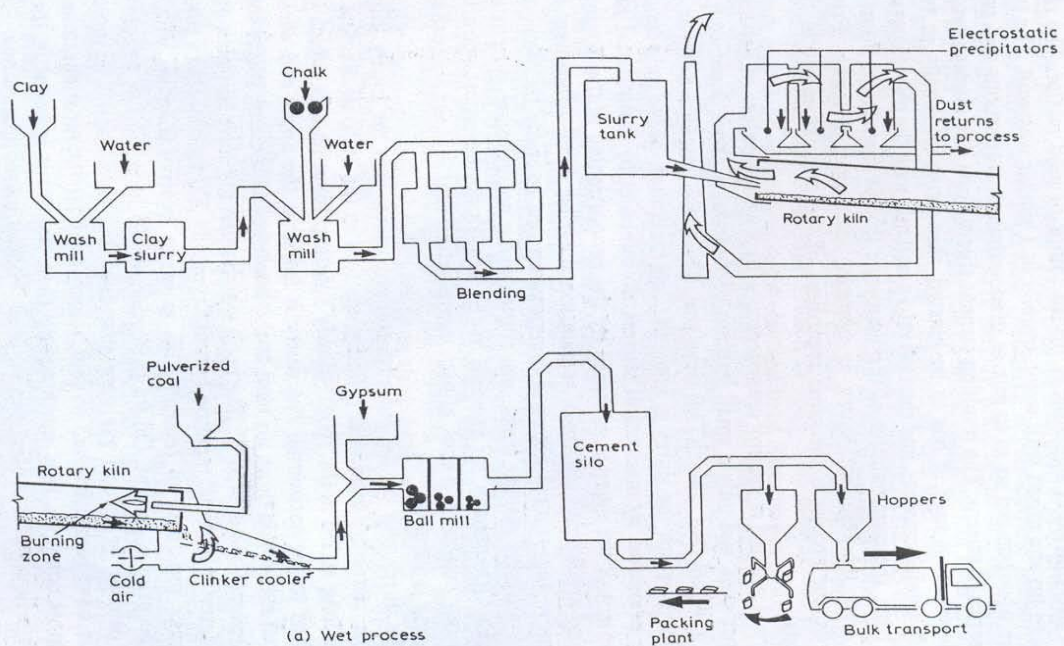 Clay
Water
Wash
mill
Clay
slurry
Chalk
Water
Wash
mill
Blending
Slurry
tank
Electrostatic
precipitators
Dust
returns
to process
Rotary kiln
Pulverized
coal
Rotary kiln
Burning
zone
Cold
air
Clinker cooler
Gypsum
Ball mill
Cement
silo
Hoppers
Packing
plant
Bulk transport
(a) Wet process